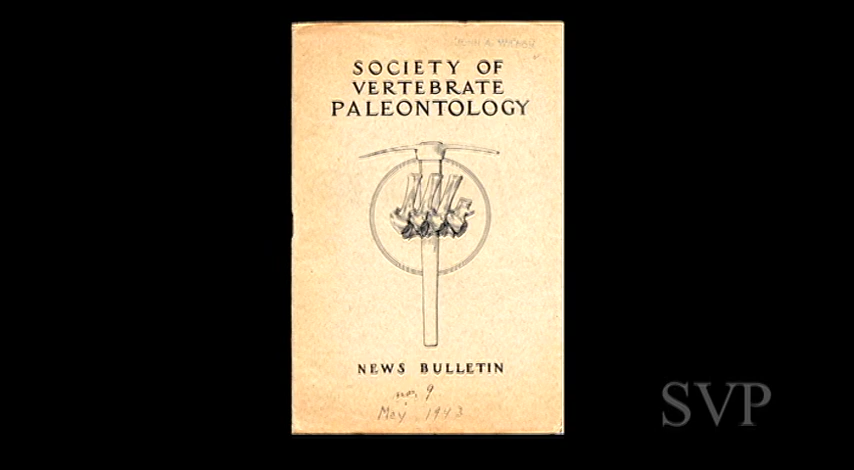 SOCIETY OF
VERTEBRATE
PALEONTOLOGY
NEWS BULLETIN
no. 9
May 1943
SVP